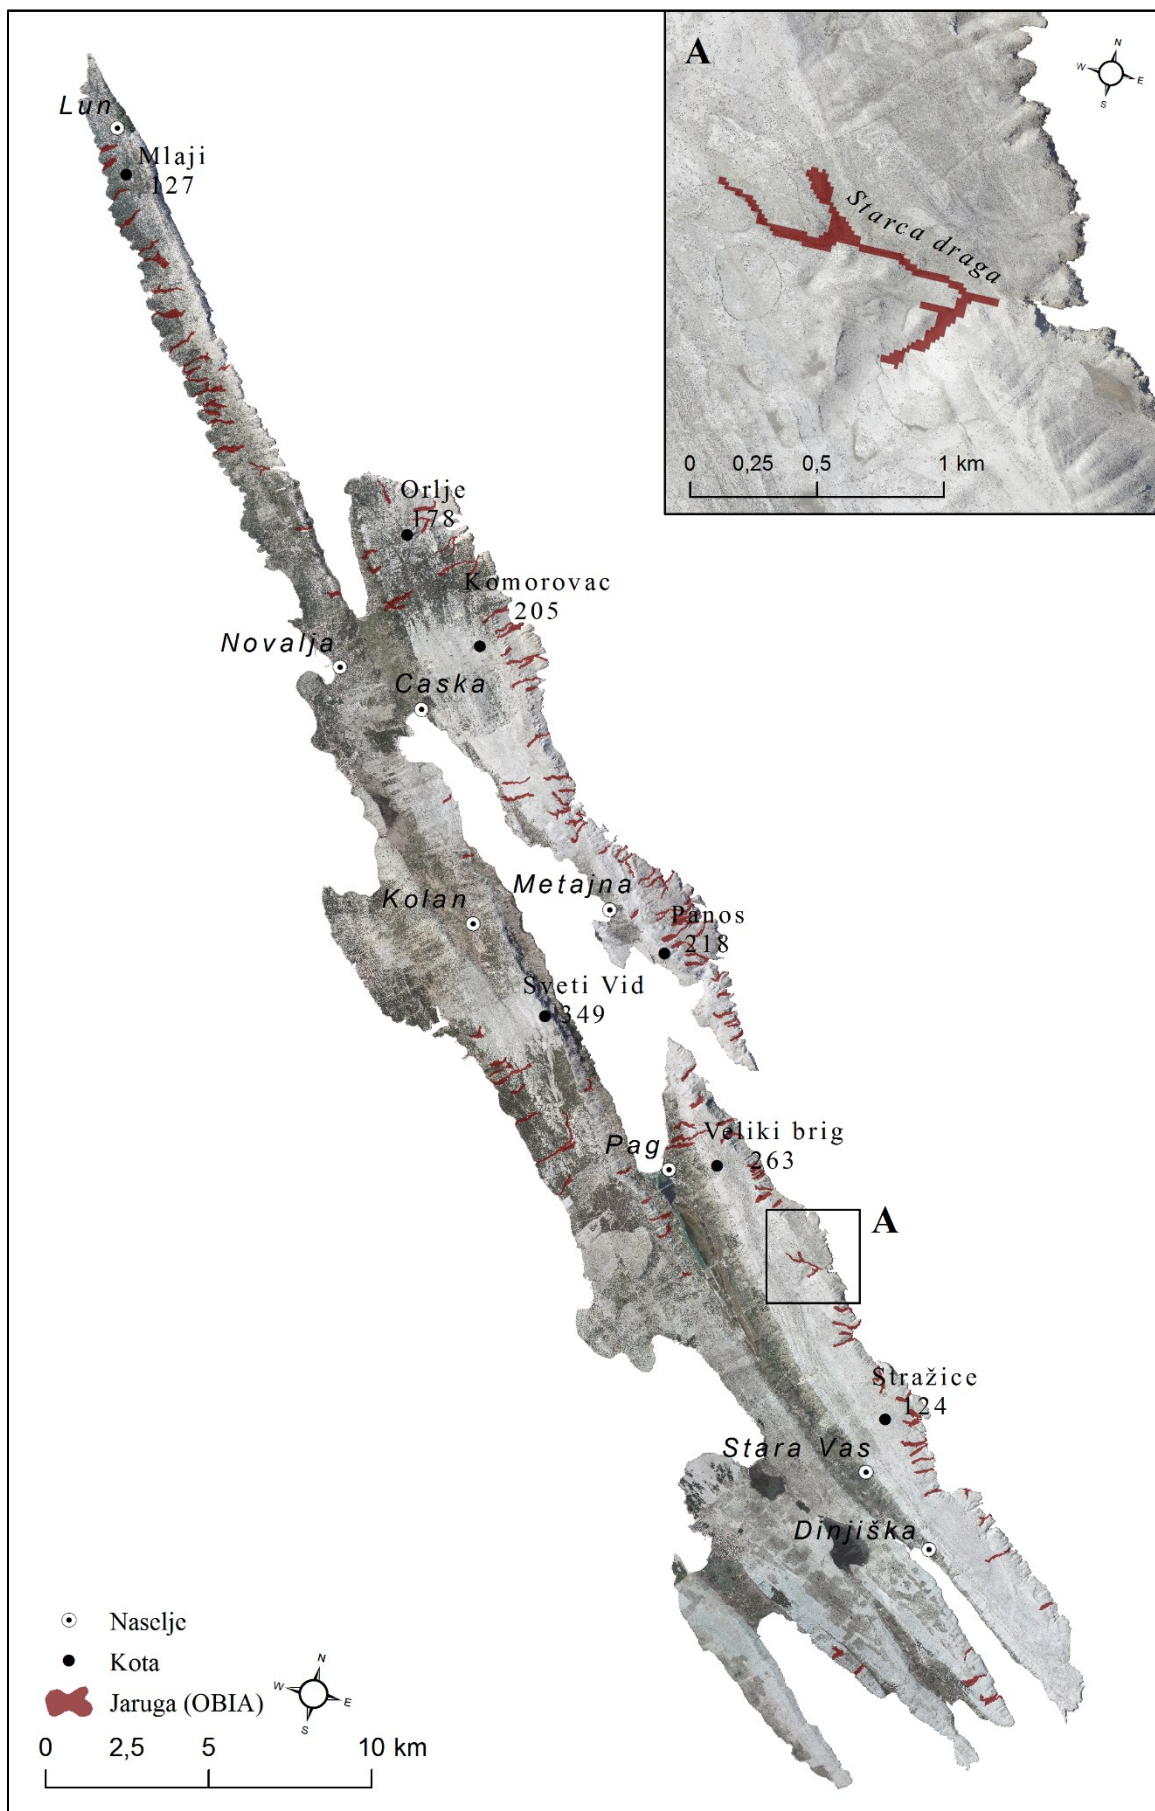 A
N
W
E
S
Starca draga
0
0,25
0,5
1 km
Lun
Mlaji
127
Orlje
178
Komorovac
205
Novalja
Caska
Metajna
Kolan
Panos
218
Sveti Vid
349
Pag
Veliki brig
263
A
Stražice
124
Stara Vas
Dinjiška
Naselje
Kota
Jaruga (OBIA)
N
W
E
S
0
2,5
5
10 km